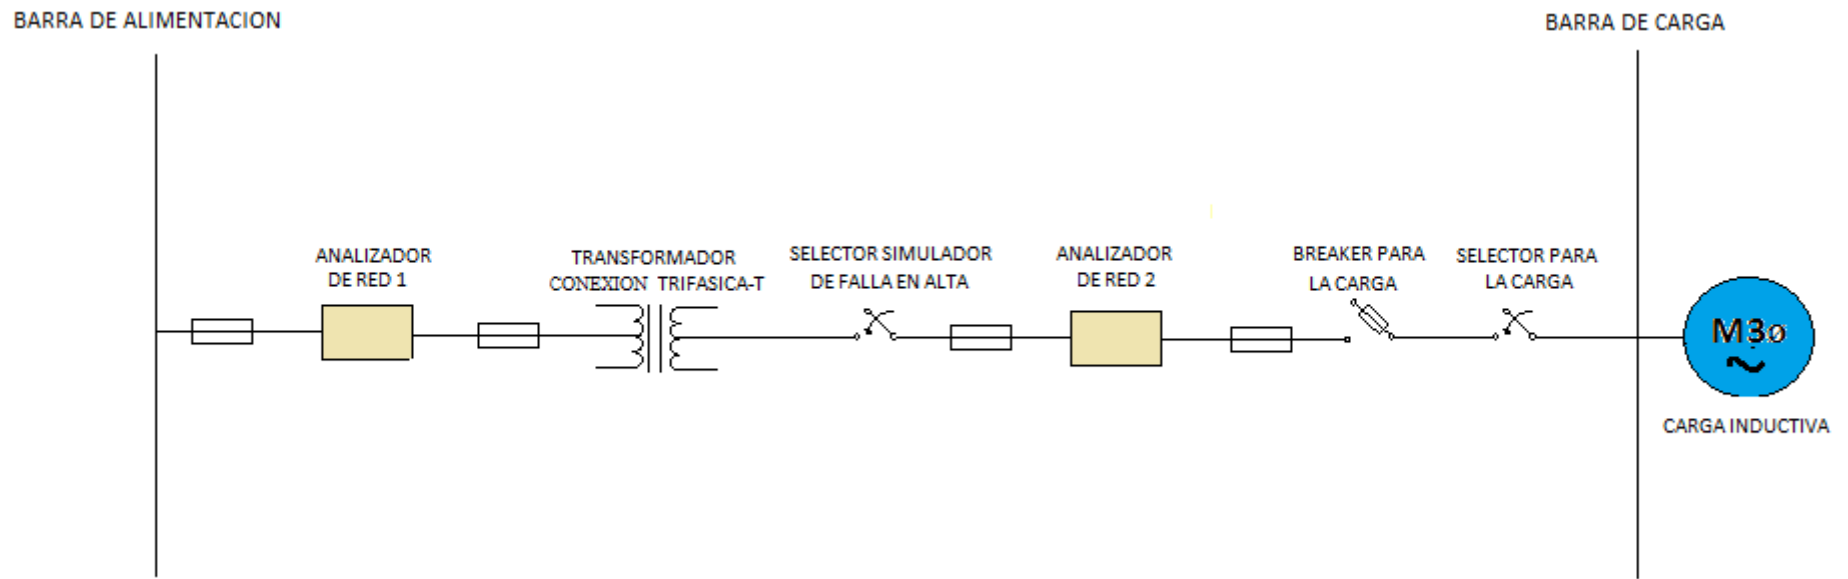 BARRA DE ALIMENTACION
BARRA DE CARGA
ANALIZADOR
DE RED 1
TRANSFORMADOR
CONEXION TRIFASICA-T
SELECTOR SIMULADOR
DE FALLA EN ALTA
ANALIZADOR
DE RED 2
BREAKER PARA
LA CARGA
SELECTOR PARA
LA CARGA
M3ø
CARGA INDUCTIVA